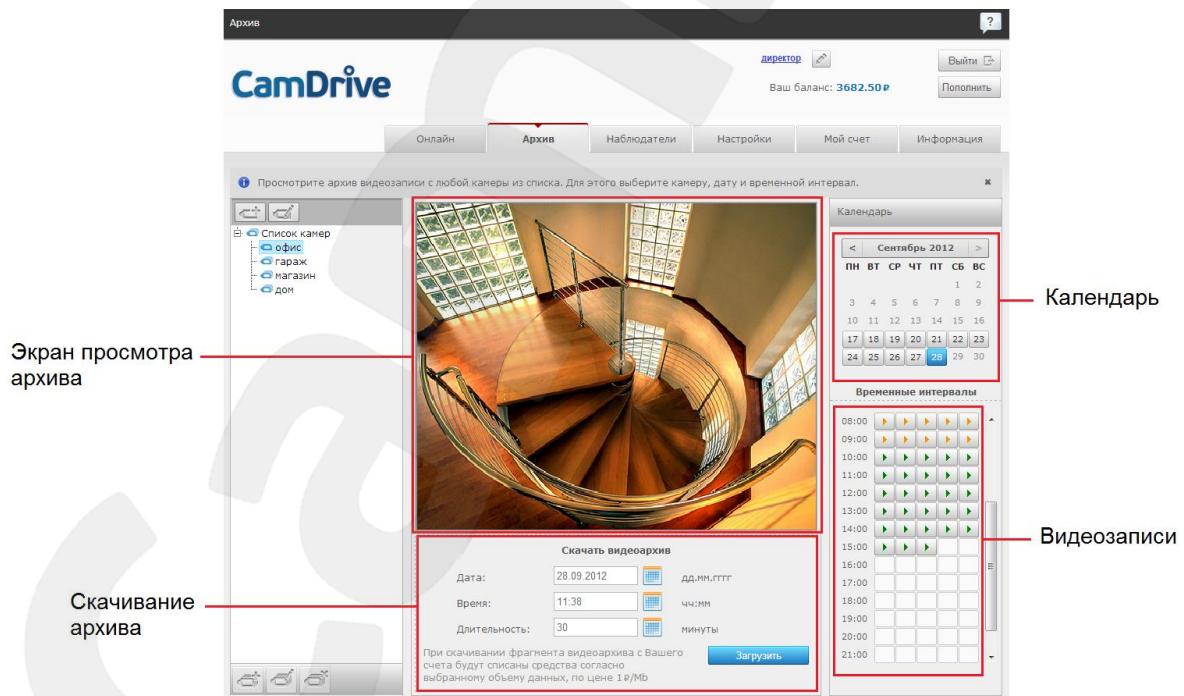 Архив
?
CamDrive
директор
Выйти
Ваш баланс: 3682.50₽
Пополнить
Онлайн
Архив
Наблюдатели
Настройки
Мой счет
Информация
Просмотрите архив видеозаписи с любой камеры из списка. Для этого выберите камеру, дату и временной интервал.
Список камер
офис
гараж
магазин
дом
Календарь
< Сентябрь 2012 >
ПН ВТ СР ЧТ ПТ СБ ВС
1 2
3 4 5 6 7 8 9
10 11 12 13 14 15 16
17 18 19 20 21 22 23
24 25 26 27 28 29 30
Временные интервалы
08:00
09:00
10:00
11:00
12:00
13:00
14:00
15:00
16:00
17:00
18:00
19:00
20:00
21:00
Скачать видеоархив
Дата: 28.09.2012 дд.мм.гггг
Время: 11:38 чч:мм
Длительность: 30 минуты
При скачивании фрагмента видеоархива с Вашего
счета будут списаны средства согласно
выбранному объему данных, по цене 1₽/Mb
Загрузить
Экран просмотра
архива
Скачивание
архива
Календарь
Видеозаписи